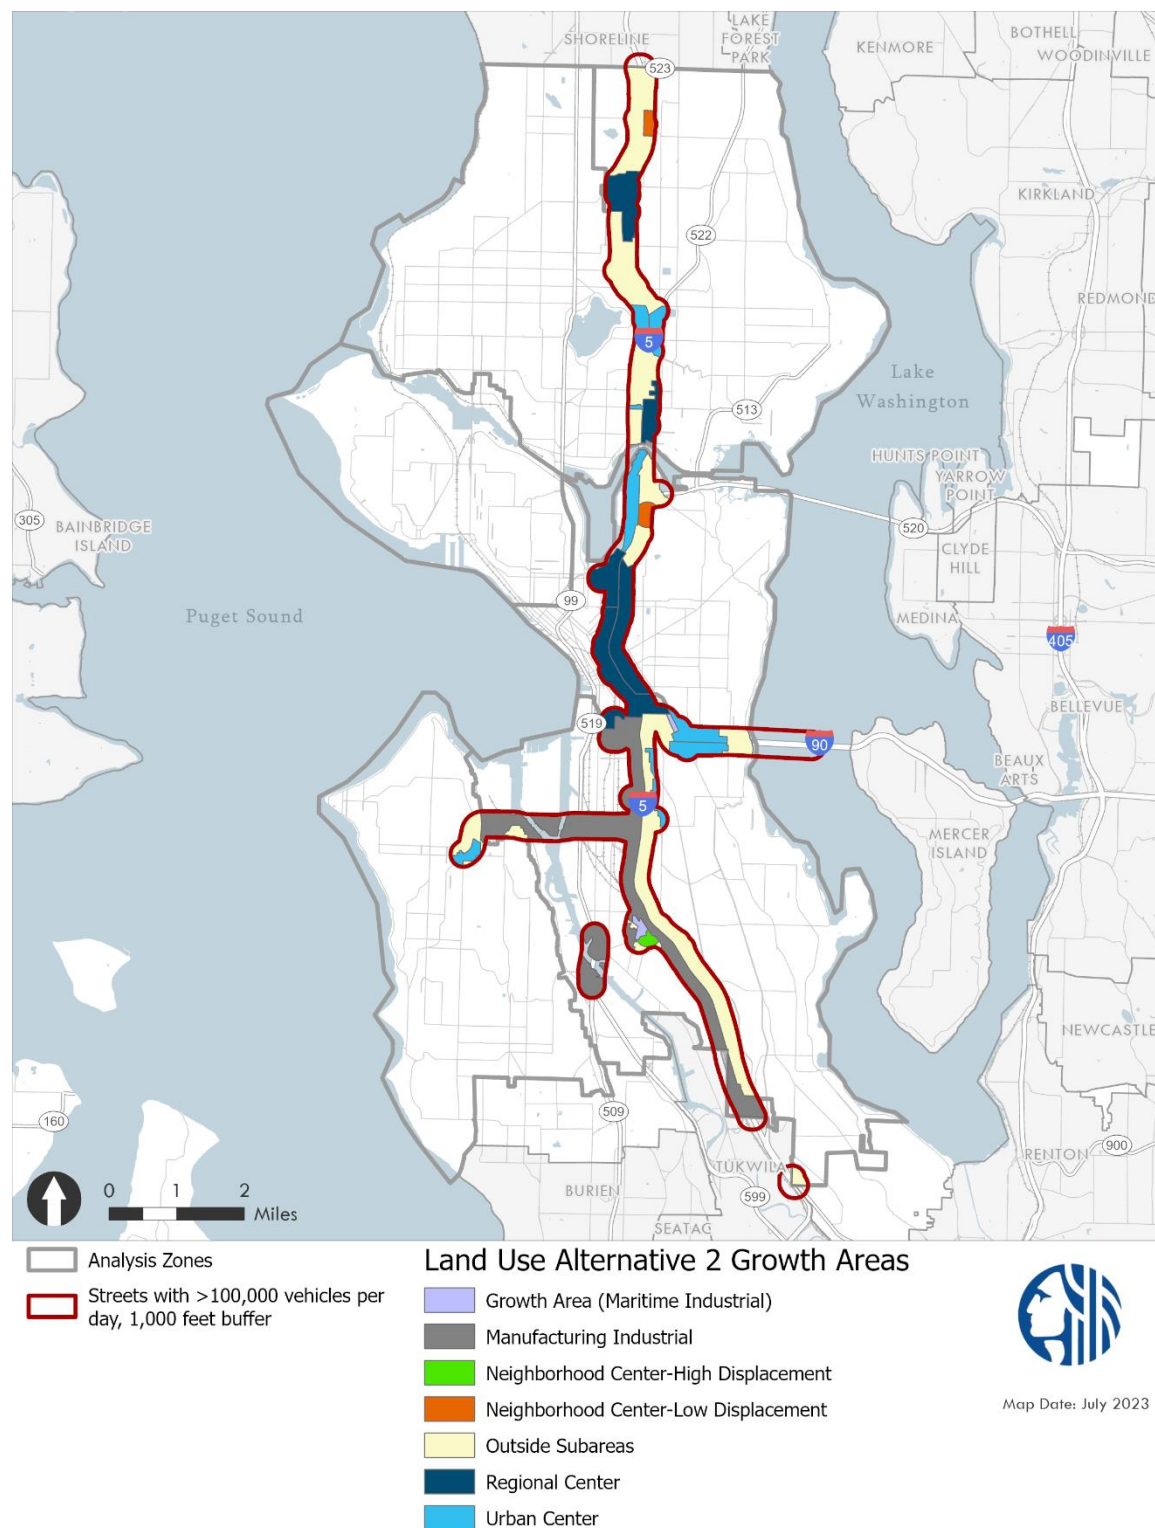 SHORELINE
LAKE
FOREST
PARK
KENMORE
BOTHELL
WOODINVILLE
523
KIRKLAND
522
REDMOND
5
Lake
Washington
513
HUNTS POINT
YARROW
POINT
305
BAINBRIDGE
ISLAND
520
CLYDE
HILL
99
Puget Sound
MEDINA
405
BELLEVUE
519
90
BEAUX
ARTS
5
MERCER
ISLAND
NEWCASTLE
509
160
TUKWILA
RENTON
900
599
BURIEN
SEATAC
0 1 2
Miles
Analysis Zones
Streets with >100,000 vehicles per
day, 1,000 feet buffer
Land Use Alternative 2 Growth Areas
Growth Area (Maritime Industrial)
Manufacturing Industrial
Neighborhood Center-High Displacement
Neighborhood Center-Low Displacement
Outside Subareas
Regional Center
Urban Center
Map Date: July 2023